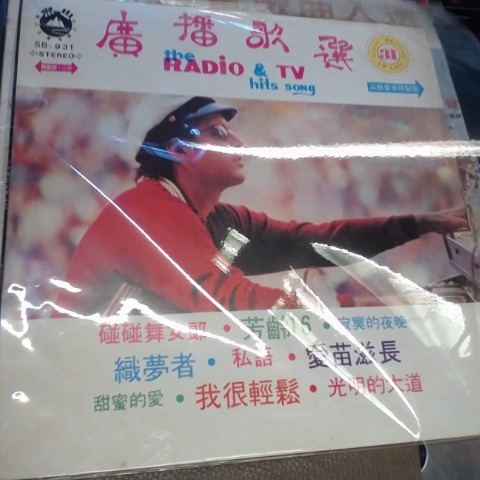 SB-931
STEREO
廣播歌選
31
the
RADIO & TV
hits song
碰碰舞女郎·芳齡16·寂寞的夜晚
織夢者·私語·愛苗滋長
甜蜜的愛·我很輕鬆·光明的大道